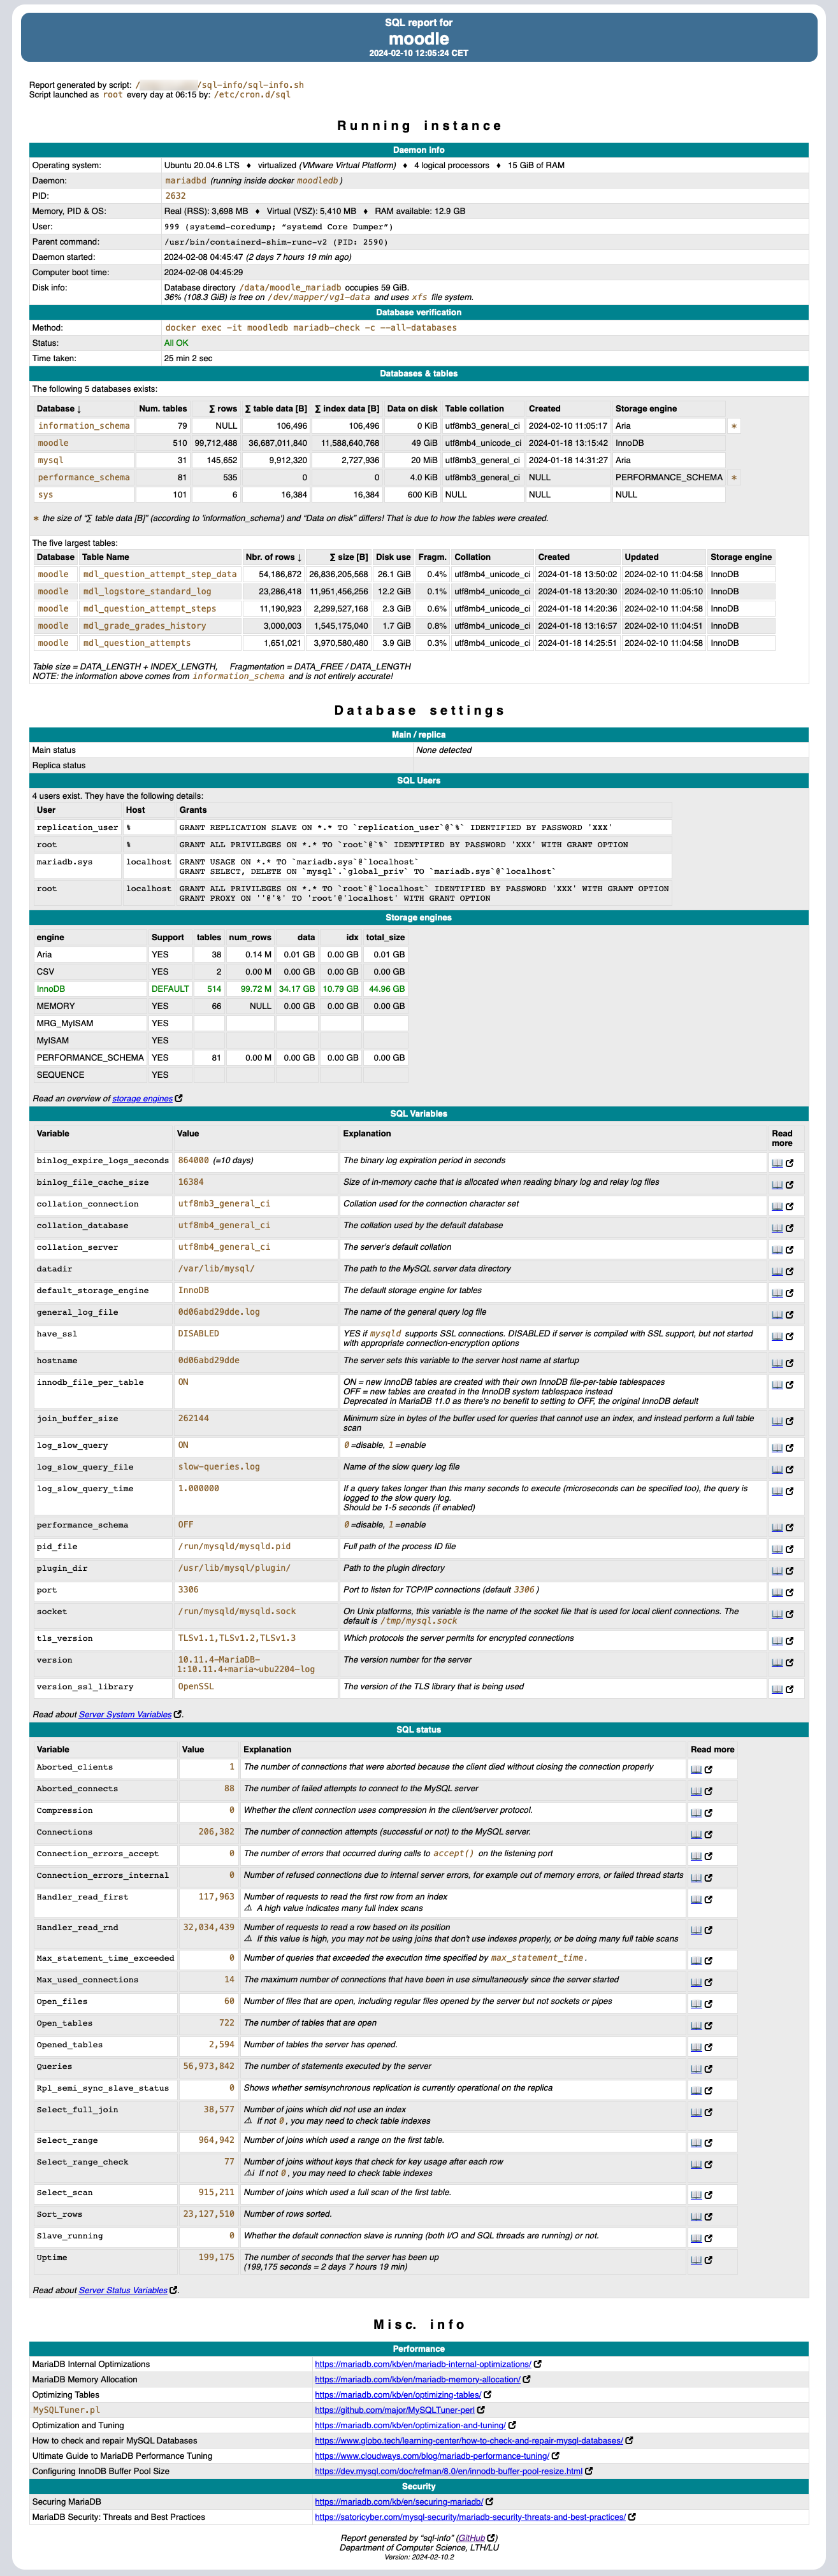 SQL report for
moodle
2024-02-10 12:05:24 CET
Report generated by script: / /sql-info/sql-info.sh
Script launched as root every day at 06:15 by: /etc/cron.d/sql
Running instance
Daemon info
Operating system: Ubuntu 20.04.6 LTS ♦ virtualized (VMware Virtual Platform) ♦ 4 logical processors ♦ 15 GiB of RAM
Daemon: mariadbd (running inside docker moodledb)
PID: 2632
Memory, PID & OS: Real (RSS): 3,698 MB ♦ Virtual (VSZ): 5,410 MB ♦ RAM available: 12.9 GB
User: 999 (systemd-coredump; “systemd Core Dumper”)
Parent command: /usr/bin/containerd-shim-runc-v2 (PID: 2590)
Daemon started: 2024-02-08 04:45:47 (2 days 7 hours 19 min ago)
Computer boot time: 2024-02-08 04:45:29
Disk info: Database directory /data/moodle_mariadb occupies 59 GiB.
36% (108.3 GiB) is free on /dev/mapper/vg1-data and uses xfs file system.
Database verification
Method: docker exec -it moodledb mariadb-check -c --all-databases
Status: All OK
Time taken: 25 min 2 sec
Databases & tables
The following 5 databases exists:
Database ↓ Num. tables ∑ rows ∑ table data [B] ∑ index data [B] Data on disk Table collation Created Storage engine
information_schema 79 NULL 106,496 106,496 0 KiB utf8mb3_general_ci 2024-02-10 11:05:17 Aria *
moodle 510 99,712,488 36,687,011,840 11,588,640,768 49 GiB utf8mb4_unicode_ci 2024-01-18 13:15:42 InnoDB
mysql 31 145,652 9,912,320 2,727,936 20 MiB utf8mb3_general_ci 2024-01-18 14:31:27 Aria
performance_schema 81 535 0 0 4.0 KiB utf8mb3_general_ci NULL PERFORMANCE_SCHEMA *
sys 101 6 16,384 16,384 600 KiB NULL NULL NULL
* the size of “∑ table data [B]” (according to 'information_schema') and “Data on disk” differs! That is due to how the tables were created.
The five largest tables:
Database Table Name Nbr. of rows ↓ ∑ size [B] Disk use Fragm. Collation Created Updated Storage engine
moodle mdl_question_attempt_step_data 54,186,872 26,836,205,568 26.1 GiB 0.4% utf8mb4_unicode_ci 2024-01-18 13:50:02 2024-02-10 11:04:58 InnoDB
moodle mdl_logstore_standard_log 23,286,418 11,951,456,256 12.2 GiB 0.1% utf8mb4_unicode_ci 2024-01-18 13:20:30 2024-02-10 11:05:10 InnoDB
moodle mdl_question_attempt_steps 11,190,923 2,299,527,168 2.3 GiB 0.6% utf8mb4_unicode_ci 2024-01-18 14:20:36 2024-02-10 11:04:58 InnoDB
moodle mdl_grade_grades_history 3,000,003 1,545,175,040 1.7 GiB 0.8% utf8mb4_unicode_ci 2024-01-18 13:16:57 2024-02-10 11:04:51 InnoDB
moodle mdl_question_attempts 1,651,021 3,970,580,480 3.9 GiB 0.3% utf8mb4_unicode_ci 2024-01-18 14:25:51 2024-02-10 11:04:58 InnoDB
Table size = DATA_LENGTH + INDEX_LENGTH, Fragmentation = DATA_FREE / DATA_LENGTH
NOTE: the information above comes from information_schema and is not entirely accurate!
Database settings
Main / replica
Main status None detected
Replica status
SQL Users
4 users exist. They have the following details:
User Host Grants
replication_user % GRANT REPLICATION SLAVE ON *.* TO `replication_user`@`%` IDENTIFIED BY PASSWORD 'XXX'
root % GRANT ALL PRIVILEGES ON *.* TO `root`@`%` IDENTIFIED BY PASSWORD 'XXX' WITH GRANT OPTION
mariadb.sys localhost GRANT USAGE ON *.* TO `mariadb.sys`@`localhost`
GRANT SELECT, DELETE ON `mysql`.`global_priv` TO `mariadb.sys`@`localhost`
root localhost GRANT ALL PRIVILEGES ON *.* TO `root`@`localhost` IDENTIFIED BY PASSWORD 'XXX' WITH GRANT OPTION
GRANT PROXY ON ''@'%' TO 'root'@'localhost' WITH GRANT OPTION
Storage engines
engine Support tables num_rows data idx total_size
Aria YES 38 0.14 M 0.01 GB 0.00 GB 0.01 GB
CSV YES 2 0.00 M 0.00 GB 0.00 GB 0.00 GB
InnoDB DEFAULT 514 99.72 M 34.17 GB 10.79 GB 44.96 GB
MEMORY YES 66 NULL 0.00 GB 0.00 GB 0.00 GB
MRG_MyISAM YES
MyISAM YES
PERFORMANCE_SCHEMA YES 81 0.00 M 0.00 GB 0.00 GB 0.00 GB
SEQUENCE YES
Read an overview of storage engines
SQL Variables
Variable Value Explanation Read
more
binlog_expire_logs_seconds 864000 (=10 days) The binary log expiration period in seconds
binlog_file_cache_size 16384 Size of in-memory cache that is allocated when reading binary log and relay log files
collation_connection utf8mb3_general_ci Collation used for the connection character set
collation_database utf8mb4_general_ci The collation used by the default database
collation_server utf8mb4_general_ci The server's default collation
datadir /var/lib/mysql/ The path to the MySQL server data directory
default_storage_engine InnoDB The default storage engine for tables
general_log_file 0d06abd29dde.log The name of the general query log file
have_ssl DISABLED YES if mysqld supports SSL connections. DISABLED if server is compiled with SSL support, but not started
with appropriate connection-encryption options
hostname 0d06abd29dde The server sets this variable to the server host name at startup
innodb_file_per_table ON ON = new InnoDB tables are created with their own InnoDB file-per-table tablespaces
OFF = new tables are created in the InnoDB system tablespace instead
Deprecated in MariaDB 11.0 as there's no benefit to setting to OFF, the original InnoDB default
join_buffer_size 262144 Minimum size in bytes of the buffer used for queries that cannot use an index, and instead perform a full table
scan
log_slow_query ON 0=disable, 1=enable
log_slow_query_file slow-queries.log Name of the slow query log file
log_slow_query_time 1.000000 If a query takes longer than this many seconds to execute (microseconds can be specified too), the query is
logged to the slow query log.
Should be 1-5 seconds (if enabled)
performance_schema OFF 0=disable, 1=enable
pid_file /run/mysqld/mysqld.pid Full path of the process ID file
plugin_dir /usr/lib/mysql/plugin/ Path to the plugin directory
port 3306 Port to listen for TCP/IP connections (default 3306)
socket /run/mysqld/mysqld.sock On Unix platforms, this variable is the name of the socket file that is used for local client connections. The
default is /tmp/mysql.sock
tls_version TLSv1.1,TLSv1.2,TLSv1.3 Which protocols the server permits for encrypted connections
version 10.11.4-MariaDB- The version number for the server
1:10.11.4+maria~ubu2204-log
version_ssl_library OpenSSL The version of the TLS library that is being used
Read about Server System Variables.
SQL status
Variable Value Explanation Read more
Aborted_clients 1 The number of connections that were aborted because the client died without closing the connection properly
Aborted_connects 88 The number of failed attempts to connect to the MySQL server
Compression 0 Whether the client connection uses compression in the client/server protocol.
Connections 206,382 The number of connection attempts (successful or not) to the MySQL server.
Connection_errors_accept 0 The number of errors that occurred during calls to accept() on the listening port
Connection_errors_internal 0 Number of refused connections due to internal server errors, for example out of memory errors, or failed thread starts
Handler_read_first 117,963 Number of requests to read the first row from an index
⚠ A high value indicates many full index scans
Handler_read_rnd 32,034,439 Number of requests to read a row based on its position
⚠ If this value is high, you may not be using joins that don't use indexes properly, or be doing many full table scans
Max_statement_time_exceeded 0 Number of queries that exceeded the execution time specified by max_statement_time.
Max_used_connections 14 The maximum number of connections that have been in use simultaneously since the server started
Open_files 60 Number of files that are open, including regular files opened by the server but not sockets or pipes
Open_tables 722 The number of tables that are open
Opened_tables 2,594 Number of tables the server has opened.
Queries 56,973,842 The number of statements executed by the server
Rpl_semi_sync_slave_status 0 Shows whether semisynchronous replication is currently operational on the replica
Select_full_join 38,577 Number of joins which did not use an index
⚠ If not 0, you may need to check table indexes
Select_range 964,942 Number of joins which used a range on the first table.
Select_range_check 77 Number of joins without keys that check for key usage after each row
⚠i If not 0, you may need to check table indexes
Select_scan 915,211 Number of joins which used a full scan of the first table.
Sort_rows 23,127,510 Number of rows sorted.
Slave_running 0 Whether the default connection slave is running (both I/O and SQL threads are running) or not.
Uptime 199,175 The number of seconds that the server has been up
(199,175 seconds = 2 days 7 hours 19 min)
Read about Server Status Variables.
Misc. info
Performance
MariaDB Internal Optimizations https://mariadb.com/kb/en/mariadb-internal-optimizations/
MariaDB Memory Allocation https://mariadb.com/kb/en/mariadb-memory-allocation/
Optimizing Tables https://mariadb.com/kb/en/optimizing-tables/
MySQLTuner.pl https://github.com/major/MySQLTuner-perl
Optimization and Tuning https://mariadb.com/kb/en/optimization-and-tuning/
How to check and repair MySQL Databases https://www.globo.tech/learning-center/how-to-check-and-repair-mysql-databases/
Ultimate Guide to MariaDB Performance Tuning https://www.cloudways.com/blog/mariadb-performance-tuning/
Configuring InnoDB Buffer Pool Size https://dev.mysql.com/doc/refman/8.0/en/innodb-buffer-pool-resize.html
Security
Securing MariaDB https://mariadb.com/kb/en/securing-mariadb/
MariaDB Security: Threats and Best Practices https://satoricyber.com/mysql-security/mariadb-security-threats-and-best-practices/
Report generated by “sql-info” (GitHub)
Department of Computer Science, LTH/LU
Version: 2024-02-10.2